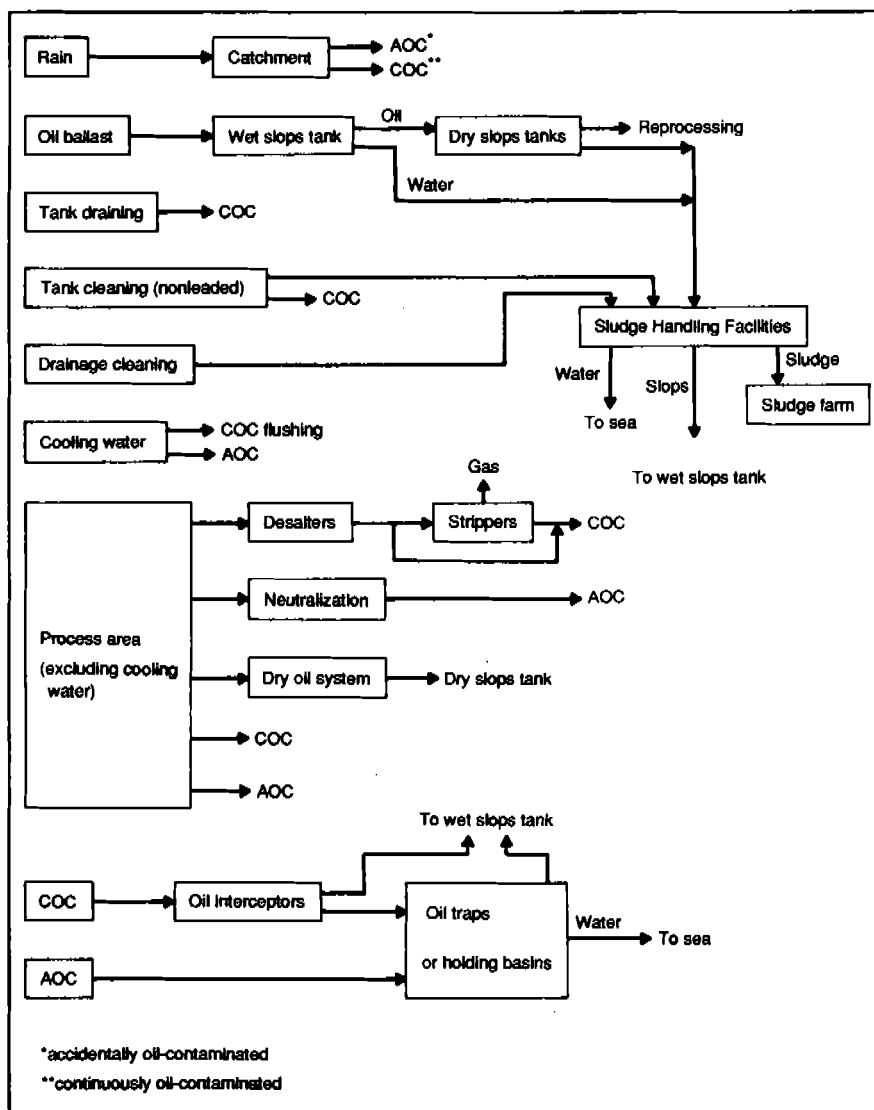 Rain
Catchment
AOC*
COC**
Oil ballast
Wet slops tank
Oil
Dry slops tanks
Reprocessing
Water
Tank draining
COC
Tank cleaning (nonleaded)
COC
Sludge Handling Facilities
Drainage cleaning
Water
Slops
Sludge
Sludge farm
To sea
Cooling water
COC flushing
AOC
To wet slops tank
Gas
Desalters
Strippers
COC
Neutralization
AOC
Process area
(excluding cooling
water)
Dry oil system
Dry slops tank
COC
AOC
To wet slops tank
COC
Oil interceptors
Oil traps
or holding basins
Water
To sea
AOC
*accidentally oil-contaminated
**continuously oil-contaminated